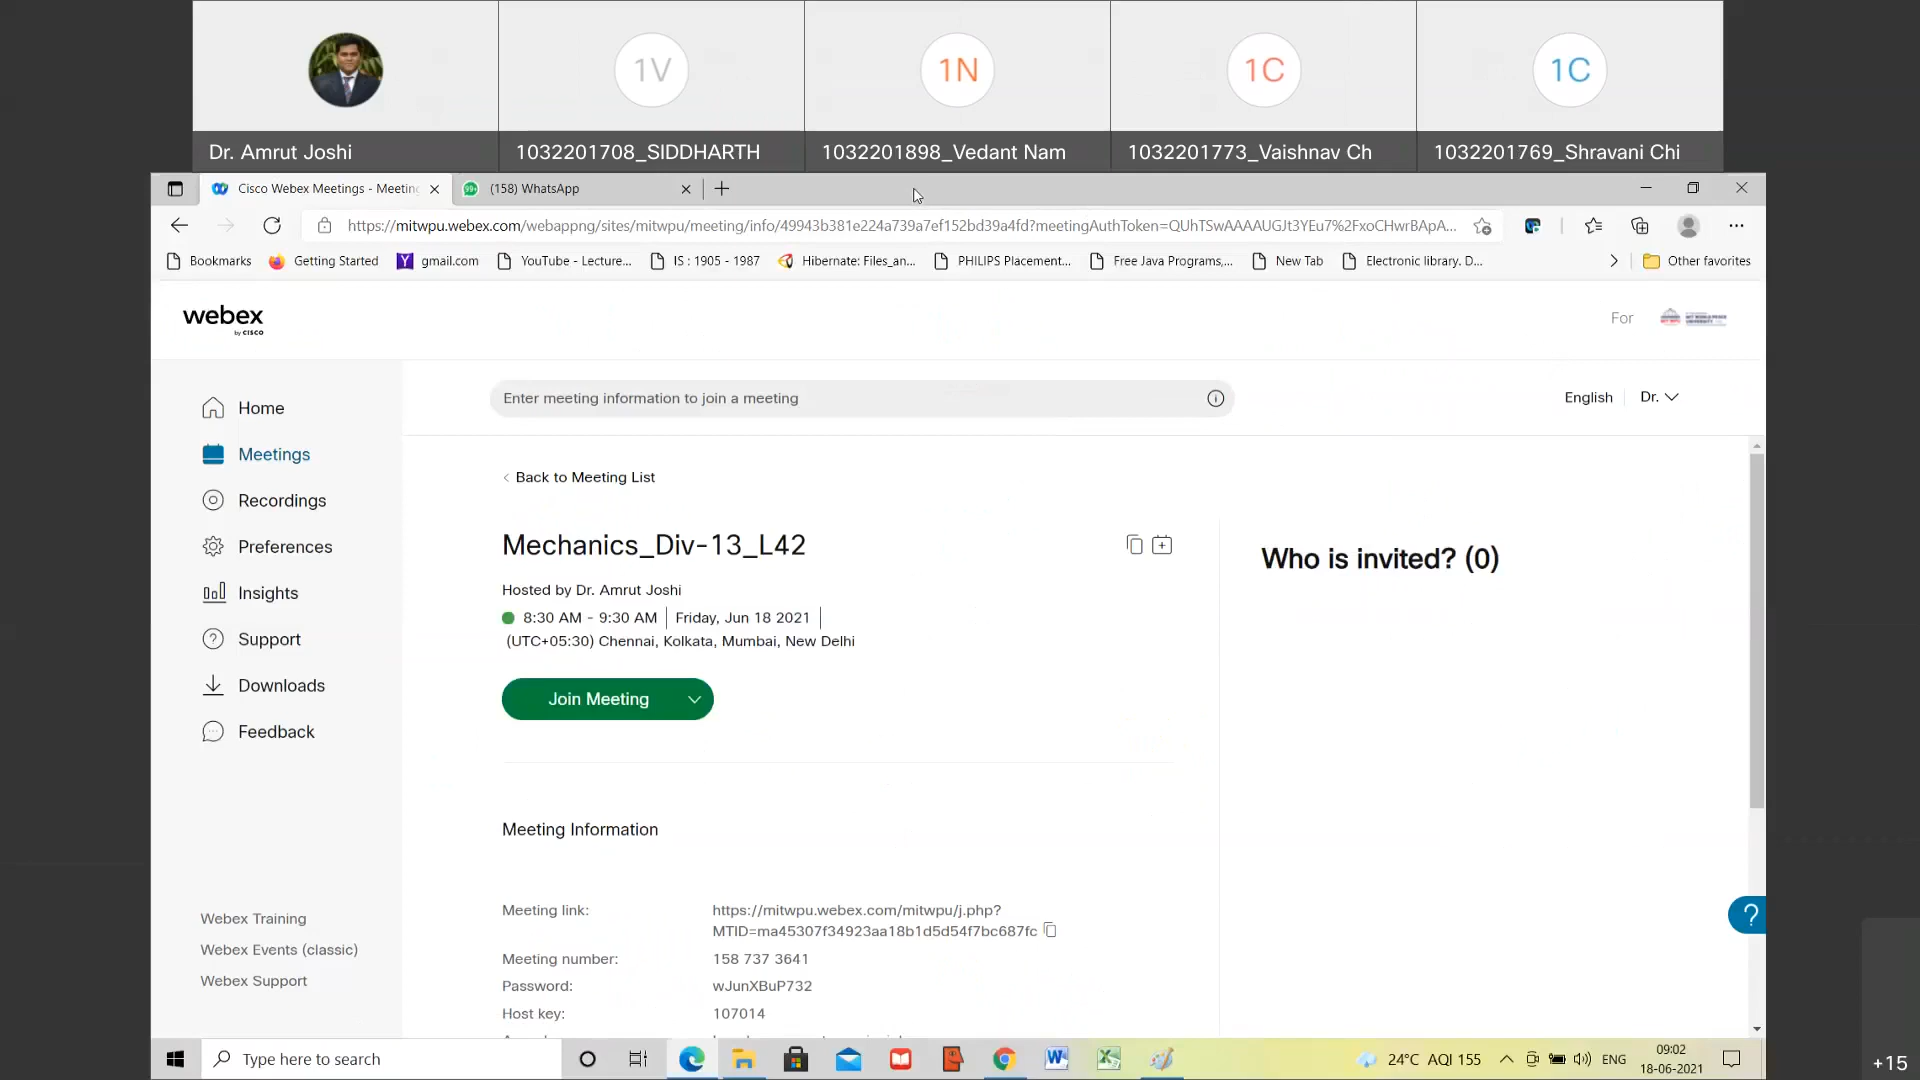 1V
1N
1C
1C
Dr. Amrut Joshi
1032201708_SIDDHARTH
1032201898_Vedant Nam
1032201773_Vaishnav Ch
1032201769_Shravani Chi
Cisco Webex Meetings - Meeting
99+
(158) WhatsApp
https://mitwpu.webex.com/webappng/sites/mitwpu/meeting/info/49943b381e224a739a7ef152bd39a4fd?meetingAuthToken=QUhTSwAAAAUGJt3YEu7%2FxoCHwrBApA...
Bookmarks
Getting Started
gmail.com
YouTube - Lecture...
IS : 1905 - 1987
Hibernate: Files_an...
PHILIPS Placement...
Free Java Programs,...
New Tab
Electronic library. D...
Other favorites
webex
by CISCO
For
Enter meeting information to join a meeting
English
Dr.
Home
Meetings
Recordings
Preferences
Insights
Support
Downloads
Feedback
Webex Training
Webex Events (classic)
Webex Support
Back to Meeting List
Mechanics_Div-13_L42
Hosted by Dr. Amrut Joshi
8:30 AM - 9:30 AM
Friday, Jun 18 2021
(UTC+05:30) Chennai, Kolkata, Mumbai, New Delhi
Join Meeting
Who is invited? (0)
Meeting Information
Meeting link:
https://mitwpu.webex.com/mitwpu/j.php?
MTID=ma45307f34923aa18b1d5d54f7bc687fc
Meeting number:
158 737 3641
Password:
wJunXBuP732
Host key:
107014
?
Type here to search
24°C AQI 155
ENG
09:02
18-06-2021
+15